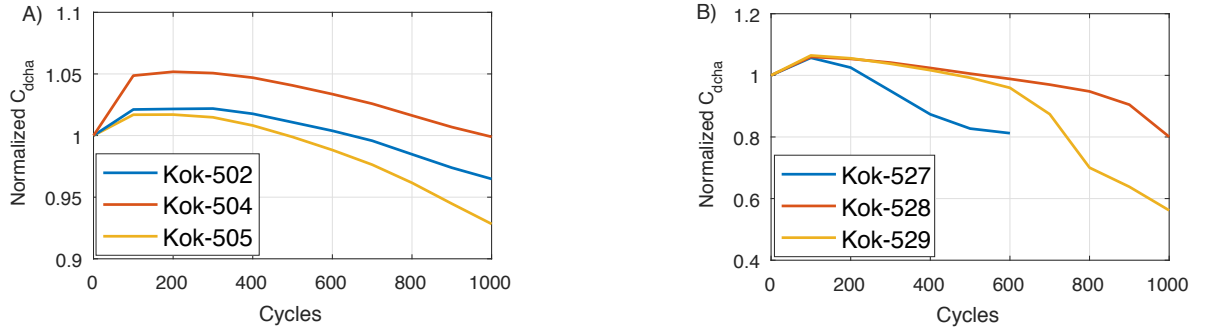 A)
1.1
1.05
1
0.95
0.9
Normalized C_dcha
Kok-502
Kok-504
Kok-505
0 200 400 600 800 1000
Cycles
B)
1.2
1
0.8
0.6
0.4
Normalized C_dcha
Kok-527
Kok-528
Kok-529
0 200 400 600 800 1000
Cycles